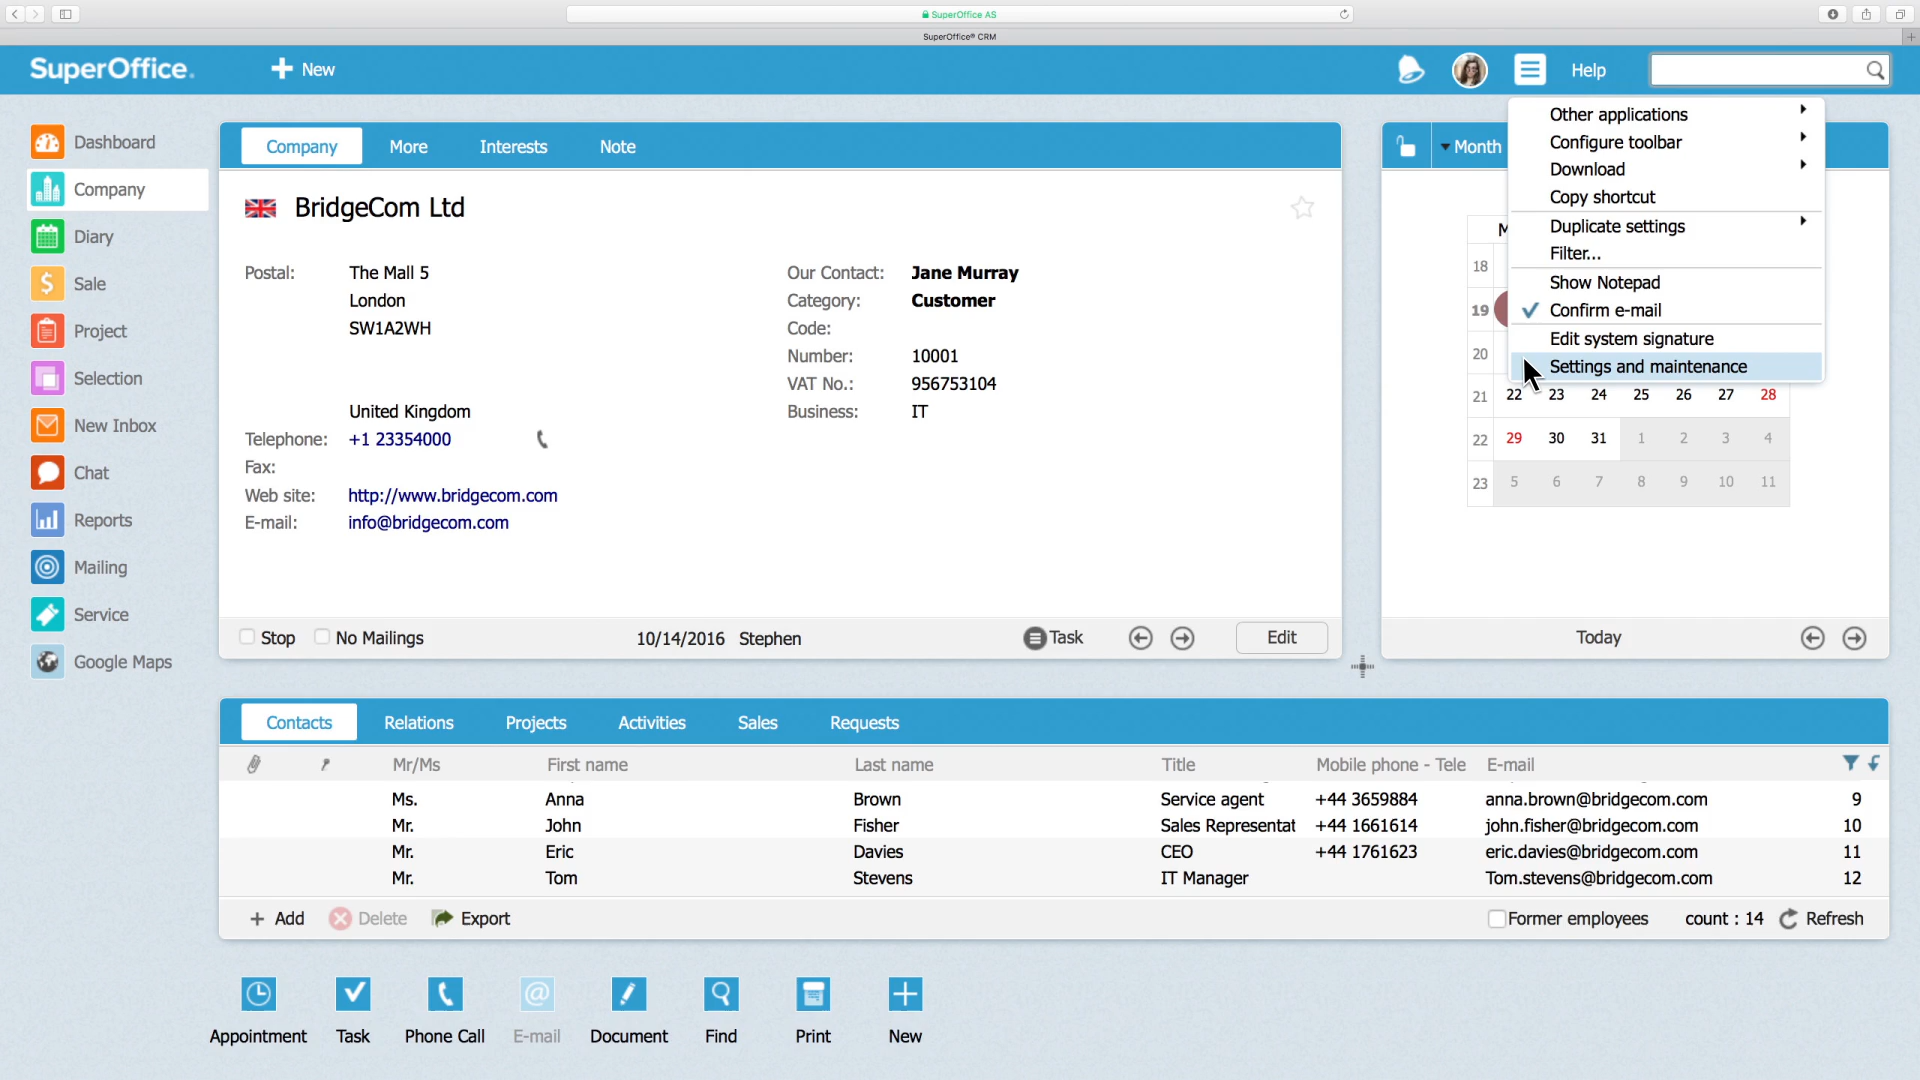 SuperOffice AS
SuperOffice® CRM
SuperOffice.
New
Help
Dashboard
Company
Diary
Sale
Project
Selection
New Inbox
Chat
Reports
Mailing
Service
Google Maps
Company More Interests Note
BridgeCom Ltd
Postal: The Mall 5
London
SW1A2WH
United Kingdom
Telephone: +1 23354000
Fax:
Web site: http://www.bridgecom.com
E-mail: info@bridgecom.com
Our Contact: Jane Murray
Category: Customer
Code:
Number: 10001
VAT No.: 956753104
Business: IT
Stop No Mailings 10/14/2016 Stephen Task Edit
Month
Other applications
Configure toolbar
Download
Copy shortcut
Duplicate settings
Filter...
Show Notepad
Confirm e-mail
Edit system signature
Settings and maintenance
18
19
20
21 22 23 24 25 26 27 28
22 29 30 31 1 2 3 4
23 5 6 7 8 9 10 11
Today
Contacts Relations Projects Activities Sales Requests
Mr/Ms First name Last name Title Mobile phone - Tele E-mail
Ms. Anna Brown Service agent +44 3659884 anna.brown@bridgecom.com 9
Mr. John Fisher Sales Representat +44 1661614 john.fisher@bridgecom.com 10
Mr. Eric Davies CEO +44 1761623 eric.davies@bridgecom.com 11
Mr. Tom Stevens IT Manager Tom.stevens@bridgecom.com 12
Add Delete Export Former employees count : 14 Refresh
Appointment Task Phone Call E-mail Document Find Print New